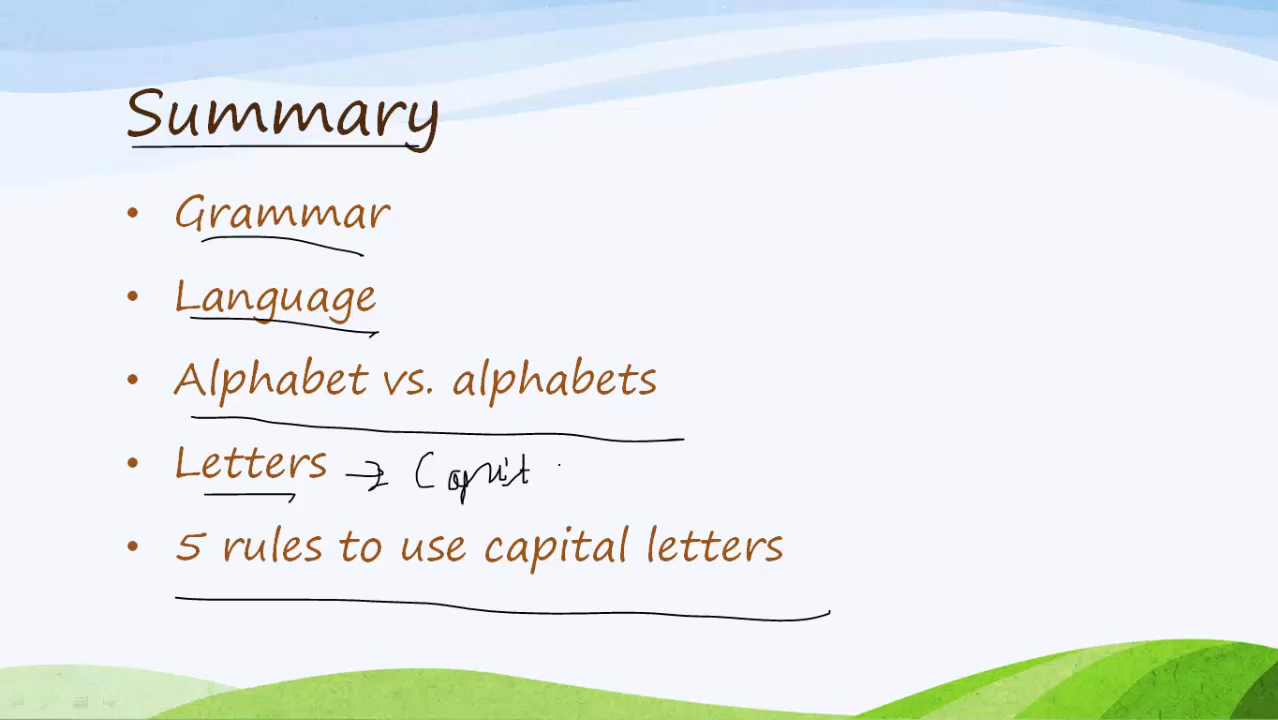 Summary
• Grammar
• Language
• Alphabet vs. alphabets
• Letters → Capit
• 5 rules to use capital letters